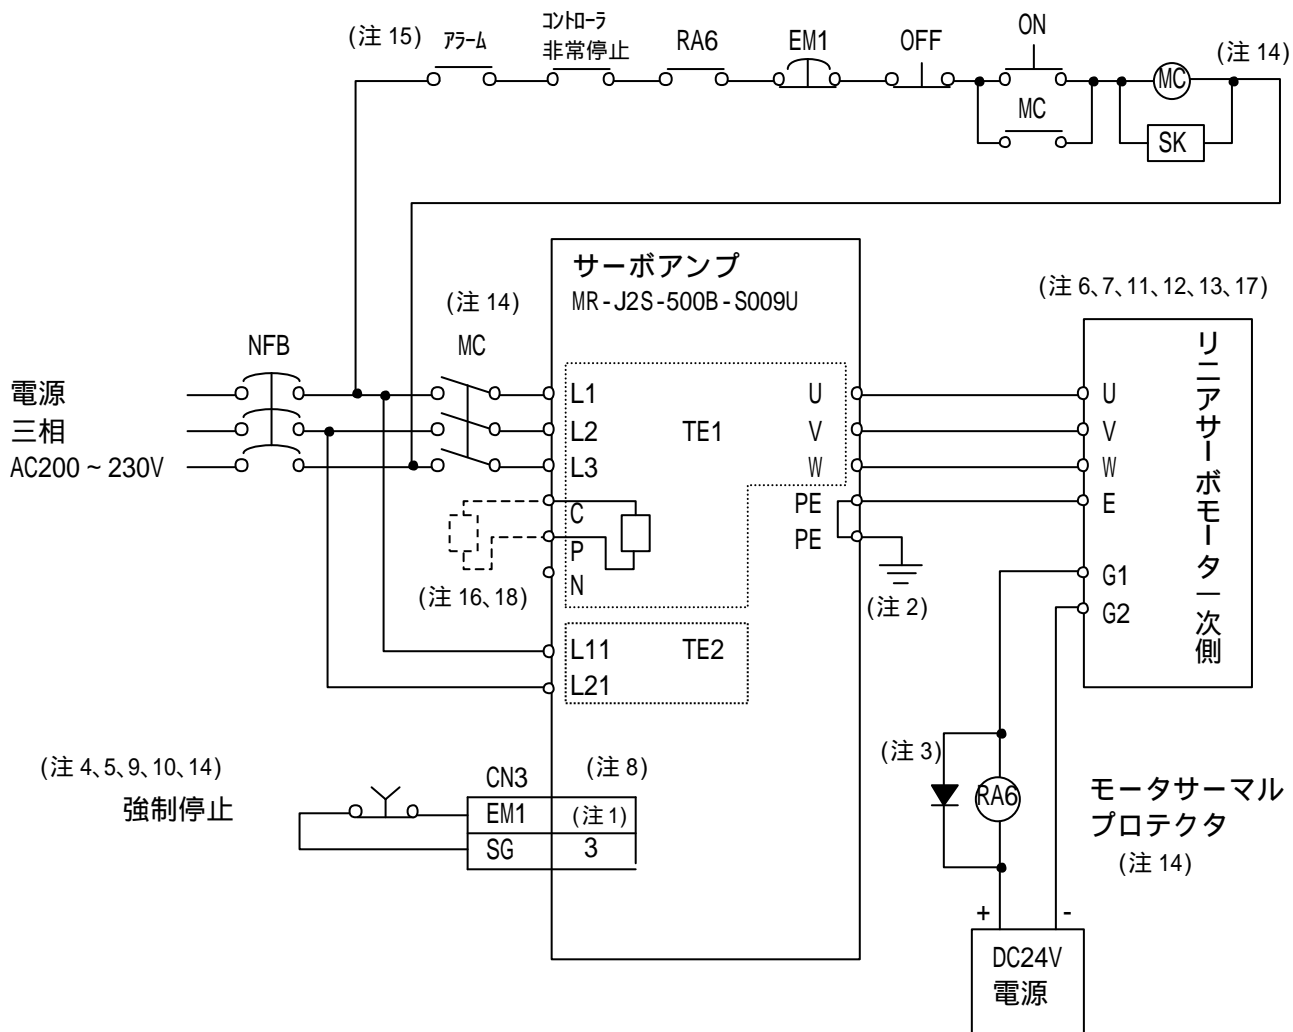 (注 15)
アラーム
コントローラ
非常停止
RA6
EM1
OFF
ON
MC
(注 14)
MC
SK
サーボアンプ
MR-J2S-500B-S009U
(注 6、7、11、12、13、17)
(注 14)
NFB
MC
電源
三相
AC200 ~ 230V
L1
L2
L3
TE1
U
V
W
PE
PE
C
P
N
(注 16、18)
(注 2)
U
V
W
E
G1
G2
リニアサーボモータ一次側
L11
L21
TE2
(注 4、5、9、10、14)
強制停止
CN3
(注 8)
EM1
(注 1)
SG
3
(注 3)
RA6
モータサーマル
プロテクタ
(注 14)
+
-
DC24V
電源